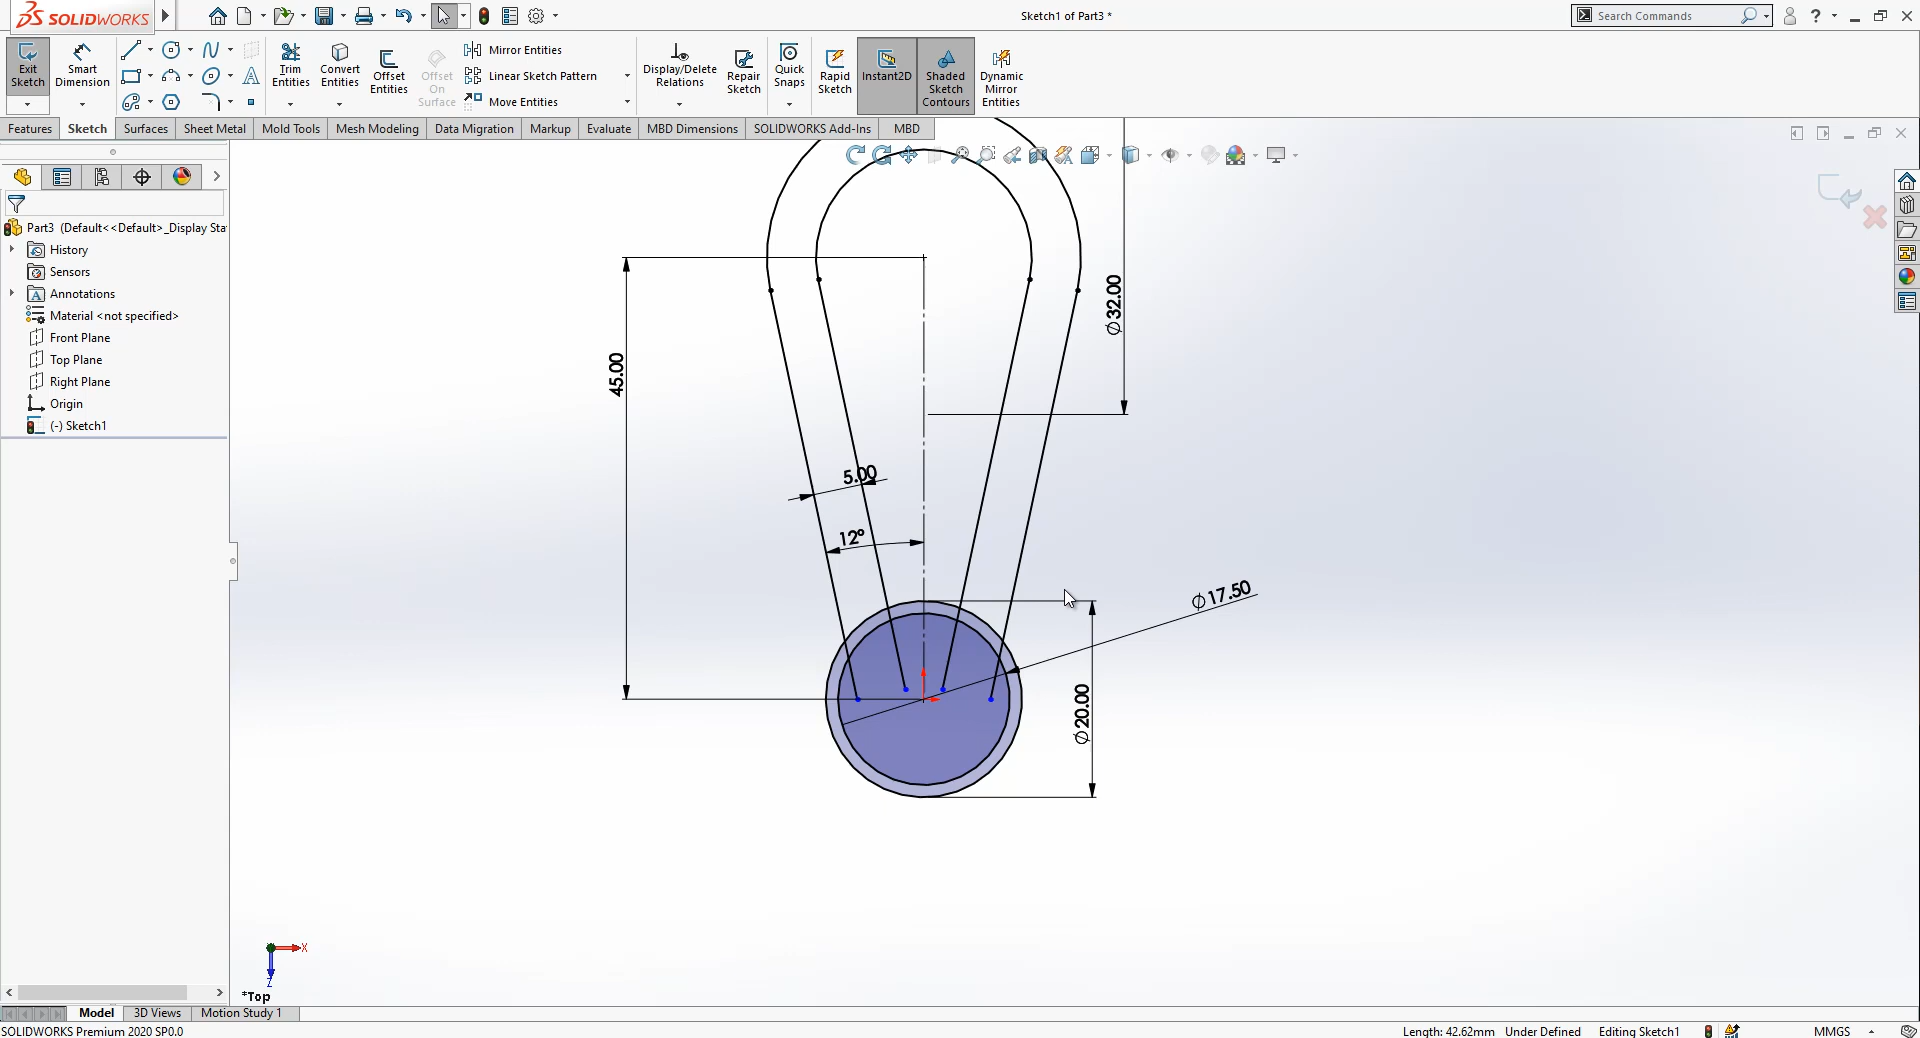 SOLIDWORKS
Sketch1 of Part3 *
Search Commands
?
Exit Sketch
Smart Dimension
Trim Entities
Convert Entities
Offset Entities
Offset On Surface
Mirror Entities
Linear Sketch Pattern
Move Entities
Display/Delete Relations
Repair Sketch
Quick Snaps
Rapid Sketch
Instant2D
Shaded Sketch Contours
Dynamic Mirror Entities
Features
Sketch
Surfaces
Sheet Metal
Mold Tools
Mesh Modeling
Data Migration
Markup
Evaluate
MBD Dimensions
SOLIDWORKS Add-Ins
MBD
Part3 (Default<<Default>_Display Sta
History
Sensors
Annotations
Material <not specified>
Front Plane
Top Plane
Right Plane
Origin
(-) Sketch1
45.00
∅32.00
5.00
12°
∅17.50
∅20.00
X
Z
*Top
Model
3D Views
Motion Study 1
SOLIDWORKS Premium 2020 SP0.0
Length: 42.62mm
Under Defined
Editing Sketch1
MMGS